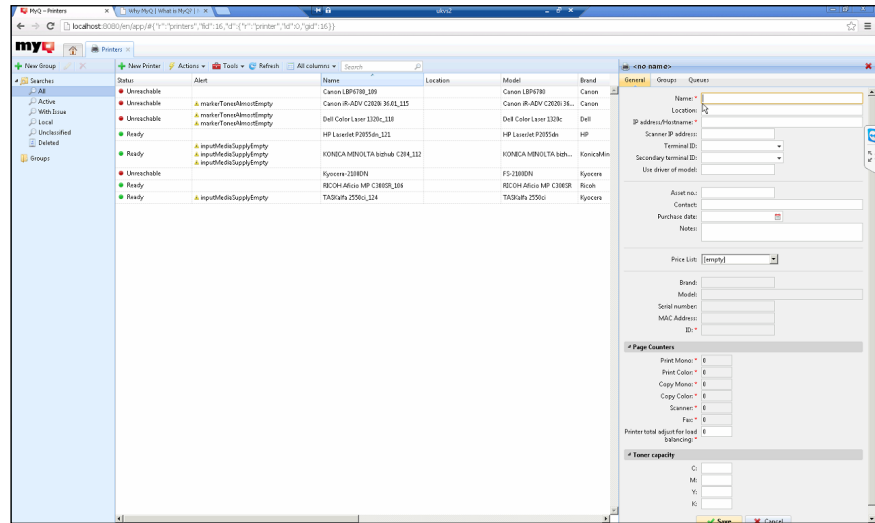 MyQ – Printers
Why MyQ | What is MyQ? |
ukvs2
localhost:8080/en/app/#{"r":"printers","fid":16,"d":{"r":"printer","id":0,"gid":16}}
myQ
Printers
New Group
New Printer Actions Tools Refresh All columns Search
<no name>
Searches
All
Active
With Issue
Local
Unclassified
Deleted
Groups
Status Alert Name Location Model Brand
Unreachable Canon LBP6780_109 Canon LBP6780 Canon
Unreachable markerTonerAlmostEmpty Canon iR-ADV C2020i 36.01_115 Canon iR-ADV C2020i 36... Canon
Unreachable markerTonerAlmostEmpty
markerTonerAlmostEmpty Dell Color Laser 1320c_118 Dell Color Laser 1320c Dell
Ready HP LaserJet P2055dn_121 HP LaserJet P2055dn HP
Ready inputMediaSupplyEmpty
inputMediaSupplyEmpty
inputMediaSupplyEmpty KONICA MINOLTA bizhub C284_112 KONICA MINOLTA bizh... KonicaMin
Unreachable Kyocera-2100DN FS-2100DN Kyocera
Ready RICOH Aficio MP C300SR_106 RICOH Aficio MP C300SR Ricoh
Ready inputMediaSupplyEmpty TASKalfa 2550ci_124 TASKalfa 2550ci Kyocera
General Groups Queues
Name: *
Location:
IP address/Hostname: *
Scanner IP address:
Terminal ID:
Secondary terminal ID:
Use driver of model:
Asset no.:
Contact:
Purchase date:
Notes:
Price List: [empty]
Brand:
Model:
Serial number:
MAC Address:
ID: *
Page Counters
Print Mono: * 0
Print Color: * 0
Copy Mono: * 0
Copy Color: * 0
Scanner: * 0
Fax: * 0
Printer total adjust for load
balancing: * 0
Toner capacity
C:
M:
Y:
K:
Save Cancel